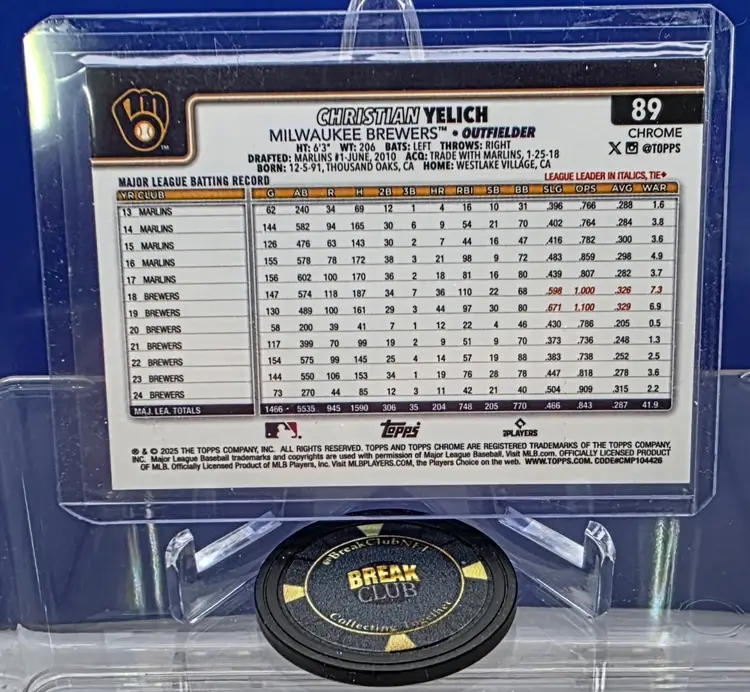 CHRISTIAN YELICH
89
MILWAUKEE BREWERS™ • OUTFIELDER
CHROME
HT: 6'3" WT: 206 BATS: LEFT THROWS: RIGHT
X @TOPPS
DRAFTED: MARLINS #1-JUNE, 2010 ACQ: TRADE WITH MARLINS, 1-25-18
BORN: 12-5-91, THOUSAND OAKS, CA HOME: WESTLAKE VILLAGE, CA
MAJOR LEAGUE BATTING RECORD LEAGUE LEADER IN ITALICS, TIE♦
YR CLUB G AB R H 2B 3B HR RBI SB BB SLG OPS AVG WAR
13 MARLINS 62 240 34 69 12 1 4 16 10 31 .396 .766 .288 1.6
14 MARLINS 144 582 94 165 30 6 9 54 21 70 .402 .764 .284 3.8
15 MARLINS 126 476 63 143 30 2 7 44 16 47 .416 .782 .300 3.6
16 MARLINS 155 578 78 172 38 3 21 98 9 72 .483 .859 .298 4.9
17 MARLINS 156 602 100 170 36 2 18 81 16 80 .439 .807 .282 3.7
18 BREWERS 147 574 118 187 34 7 36 110 22 68 .598 1.000 .326 7.3
19 BREWERS 130 489 100 161 29 3 44 97 30 80 .671 1.100 .329 6.9
20 BREWERS 58 200 39 41 7 1 12 22 4 46 .430 .786 .205 0.5
21 BREWERS 117 399 70 99 19 2 9 51 9 70 .373 .736 .248 1.3
22 BREWERS 154 575 99 145 25 4 14 57 19 88 .383 .738 .252 2.5
23 BREWERS 144 550 106 153 34 1 19 76 28 78 .447 .818 .278 3.6
24 BREWERS 73 270 44 85 12 3 11 42 21 40 .504 .909 .315 2.2
MAJ. LEA. TOTALS 1466 5535 945 1590 306 35 204 748 205 770 .466 .843 .287 41.9
topps
PLAYERS
® & © 2025 THE TOPPS COMPANY, INC. ALL RIGHTS RESERVED. TOPPS AND TOPPS CHROME ARE REGISTERED TRADEMARKS OF THE TOPPS COMPANY,
INC. Major League Baseball trademarks and copyrights are used with permission of Major League Baseball. Visit MLB.com. OFFICIALLY LICENSED PRODUCT
OF MLB. Officially Licensed Product of MLB Players, Inc. Visit MLBPLAYERS.COM, the Players Choice on the web. WWW.TOPPS.COM. CODE#CMP104426
@BreakClubNFT
BREAK
CLUB
Collecting Together